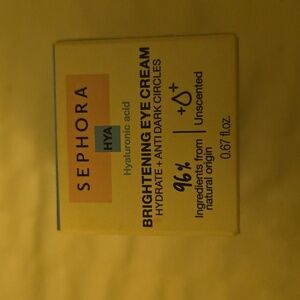 SEPHORA
HYA
Hyaluronic acid
BRIGHTENING EYE CREAM
HYDRATE + ANTI DARK CIRCLES
96%
Ingredients from
natural origin
Unscented
0.67 fl.oz.